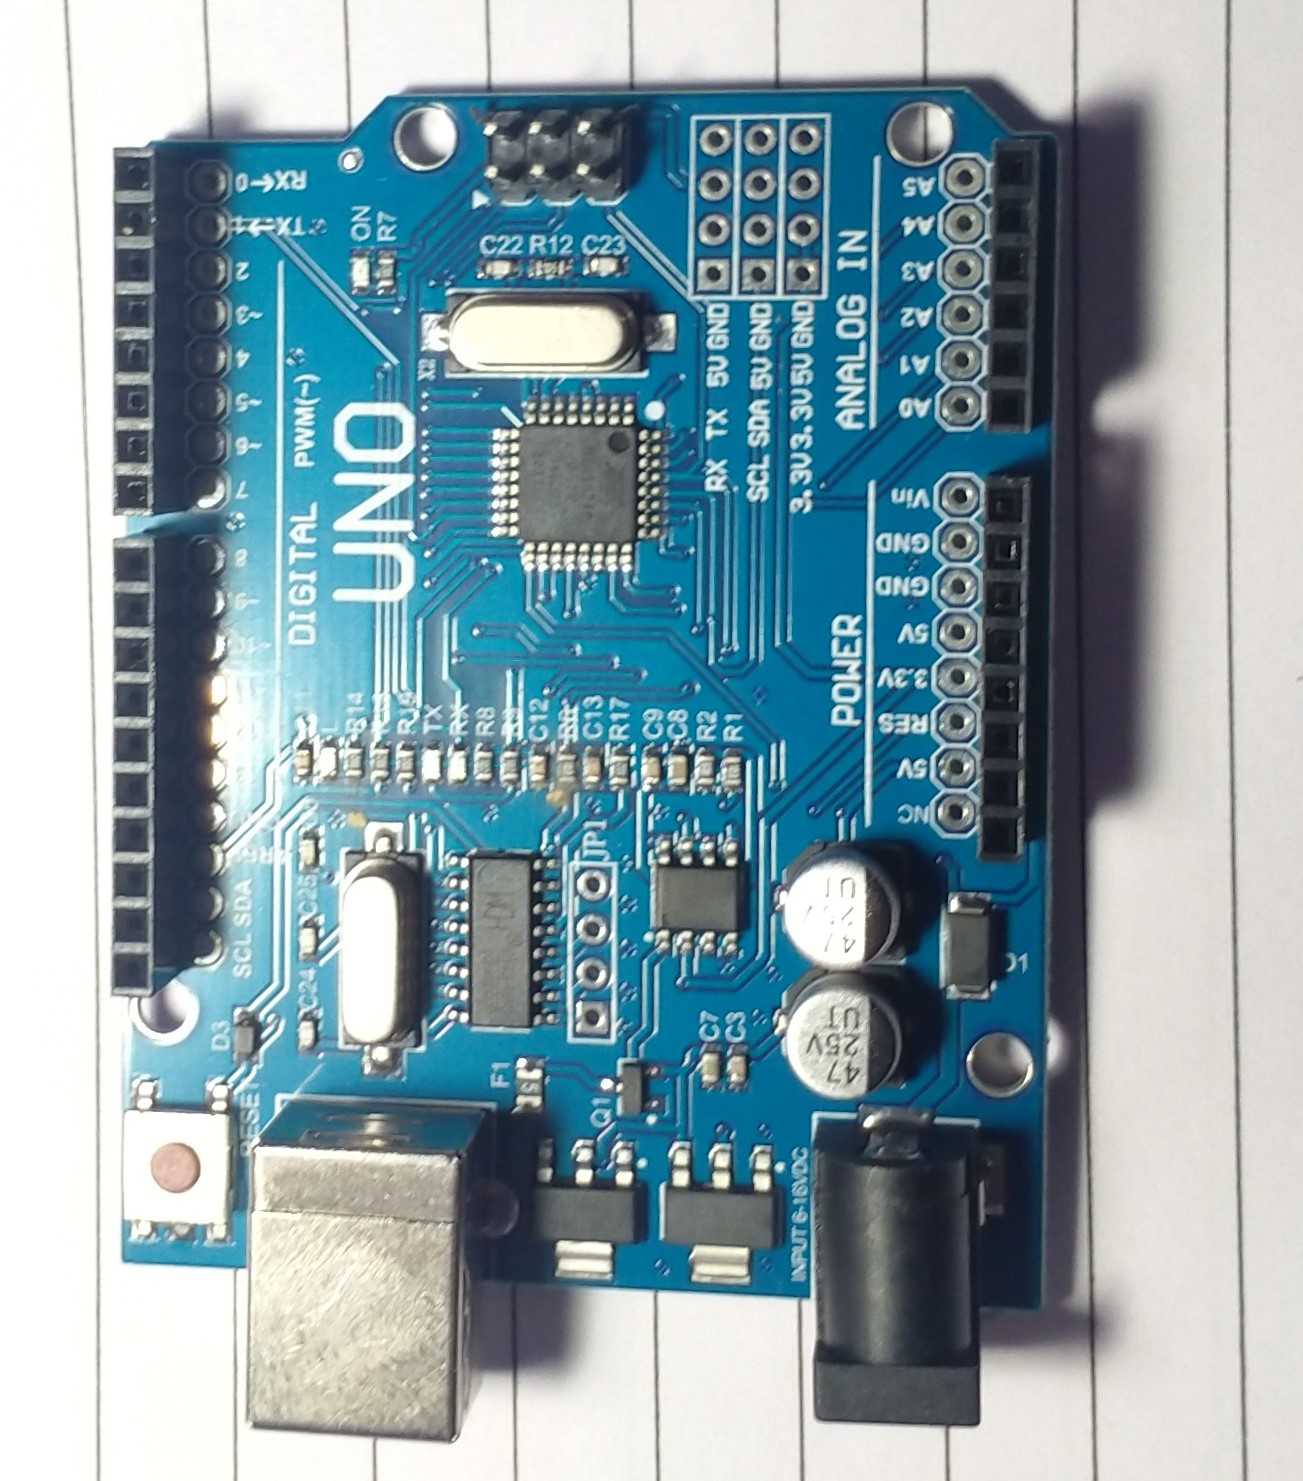 RX←0
TX→1
2
~3
4
~5
~6
7
8
~9
~10
SCL SDA
DIGITAL PWM(~)
UNO
ON
R7
C22 R12 C23
X2
RX TX 5V GND
SCL SDA 5V GND
3.3V 3.3V 5V GND
ANALOG IN
A5
A4
A3
A2
A1
A0
POWER
Vin
GND
GND
5V
3.3V
RES
5V
NC
R14
TX
RX
R8
C12
C13
R17
C9
C8
R2
R1
C25
C24
JP1
D3
RESET
F1
Q1
C7
C3
47
25V
UT
47
25V
UT
INPUT 6-16VDC